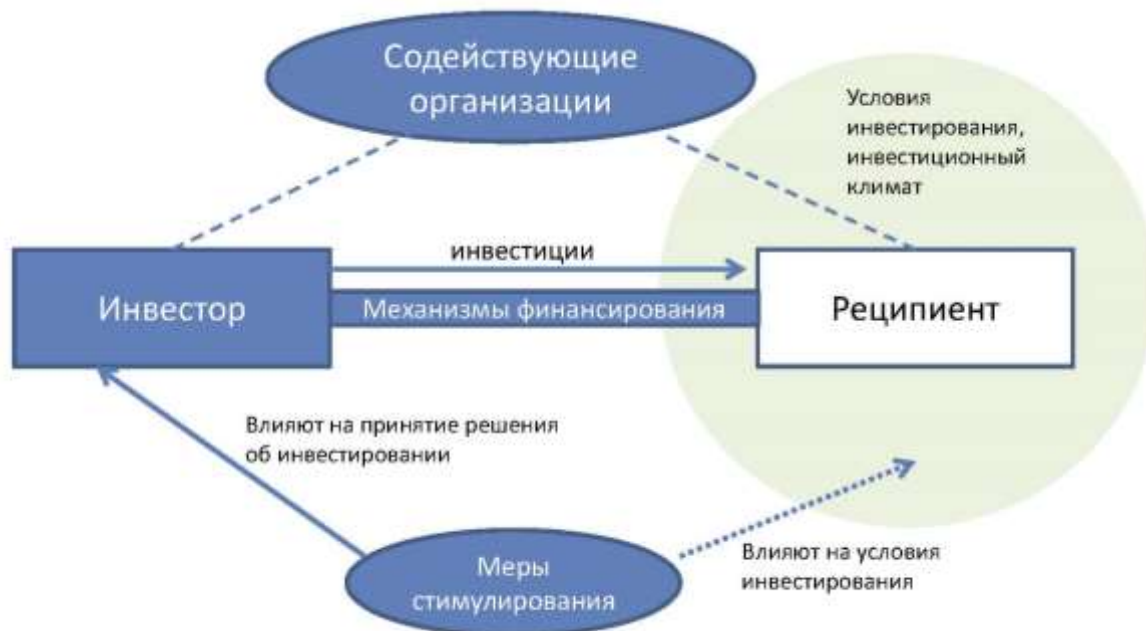 Содействующие
организации
Условия
инвестирования,
инвестиционный
климат
инвестиции
Инвестор
Механизмы финансирования
Реципиент
Влияют на принятие решения
об инвестировании
Меры
стимулирования
Влияют на условия
инвестирования